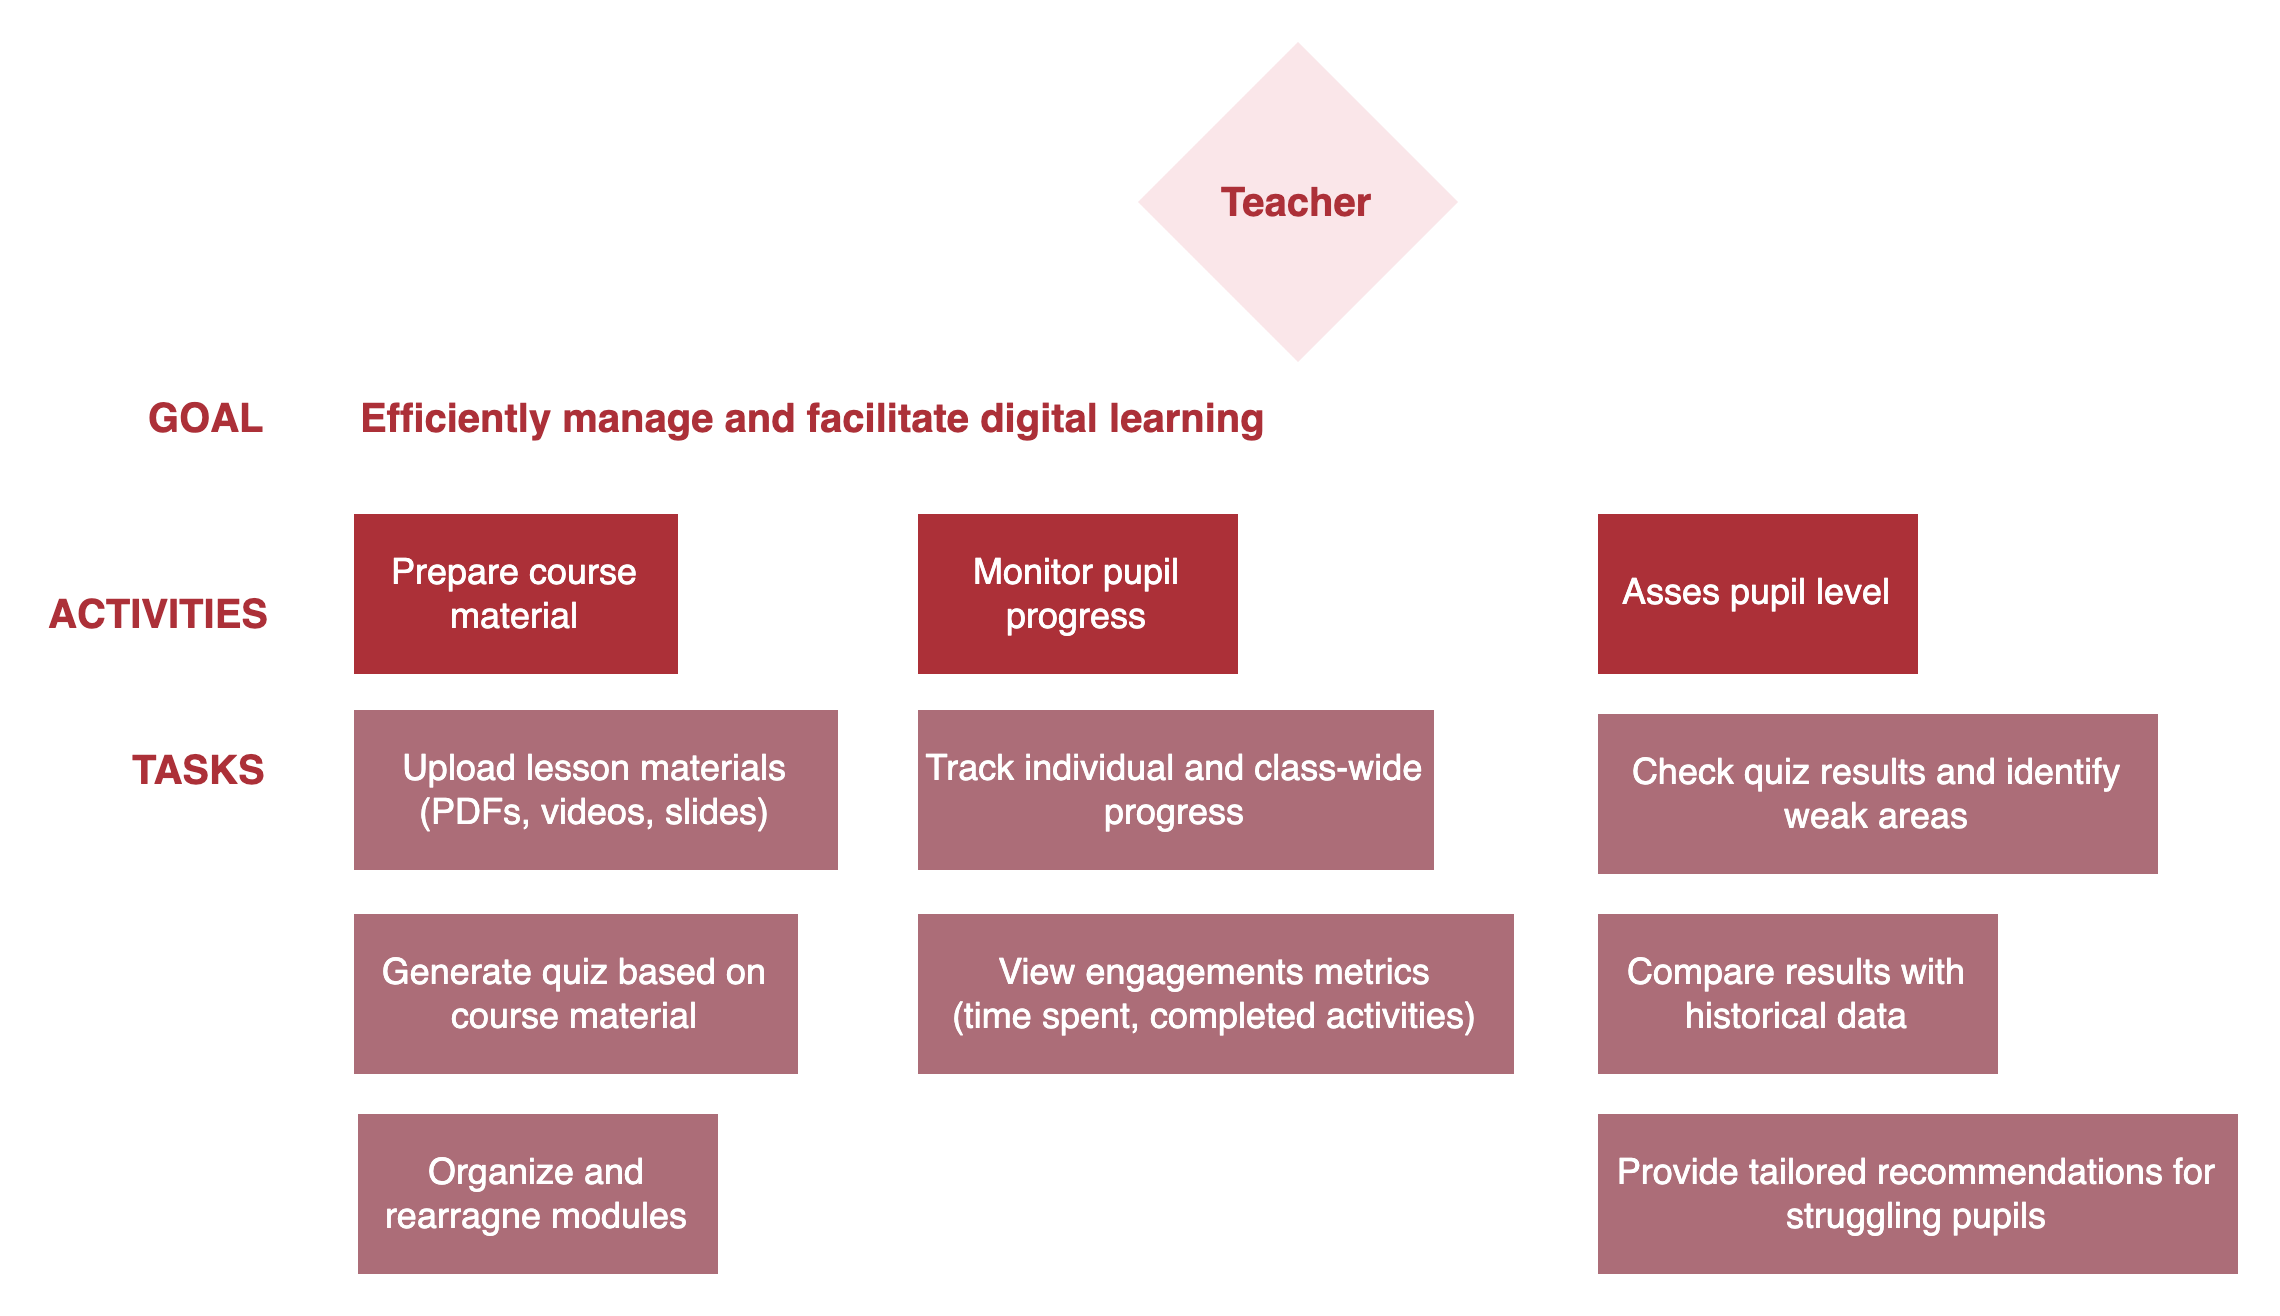 Teacher
GOAL
Efficiently manage and facilitate digital learning
ACTIVITIES
Prepare course
material
Monitor pupil
progress
Asses pupil level
TASKS
Upload lesson materials
(PDFs, videos, slides)
Track individual and class-wide
progress
Check quiz results and identify
weak areas
Generate quiz based on
course material
View engagements metrics
(time spent, completed activities)
Compare results with
historical data
Organize and
rearragne modules
Provide tailored recommendations for
struggling pupils